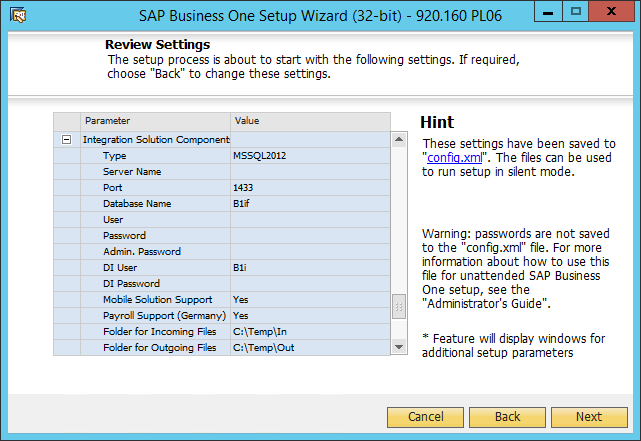 SAP Business One Setup Wizard (32-bit) - 920.160 PL06
Review Settings
The setup process is about to start with the following settings. If required,
choose "Back" to change these settings.
Parameter Value
Integration Solution Components
Type MSSQL2012
Server Name
Port 1433
Database Name B1if
User
Password
Admin. Password
DI User B1i
DI Password
Mobile Solution Support Yes
Payroll Support (Germany) Yes
Folder for Incoming Files C:\Temp\In
Folder for Outgoing Files C:\Temp\Out
Hint
These settings have been saved to
"config.xml". The files can be used
to run setup in silent mode.
Warning: passwords are not saved
to the "config.xml" file. For more
information about how to use this
file for unattended SAP Business
One setup, see the
"Administrator's Guide".
* Feature will display windows for
additional setup parameters
Cancel Back Next